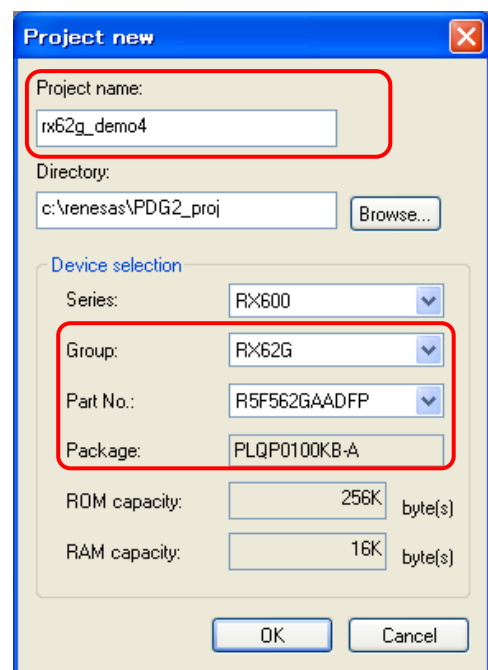 Project new
Project name:
rx62g_demo4
Directory:
c:\renesas\PDG2_proj Browse...
Device selection
Series: RX600
Group: RX62G
Part No.: R5F562GAADFP
Package: PLQP0100KB-A
ROM capacity: 256K byte(s)
RAM capacity: 16K byte(s)
OK Cancel